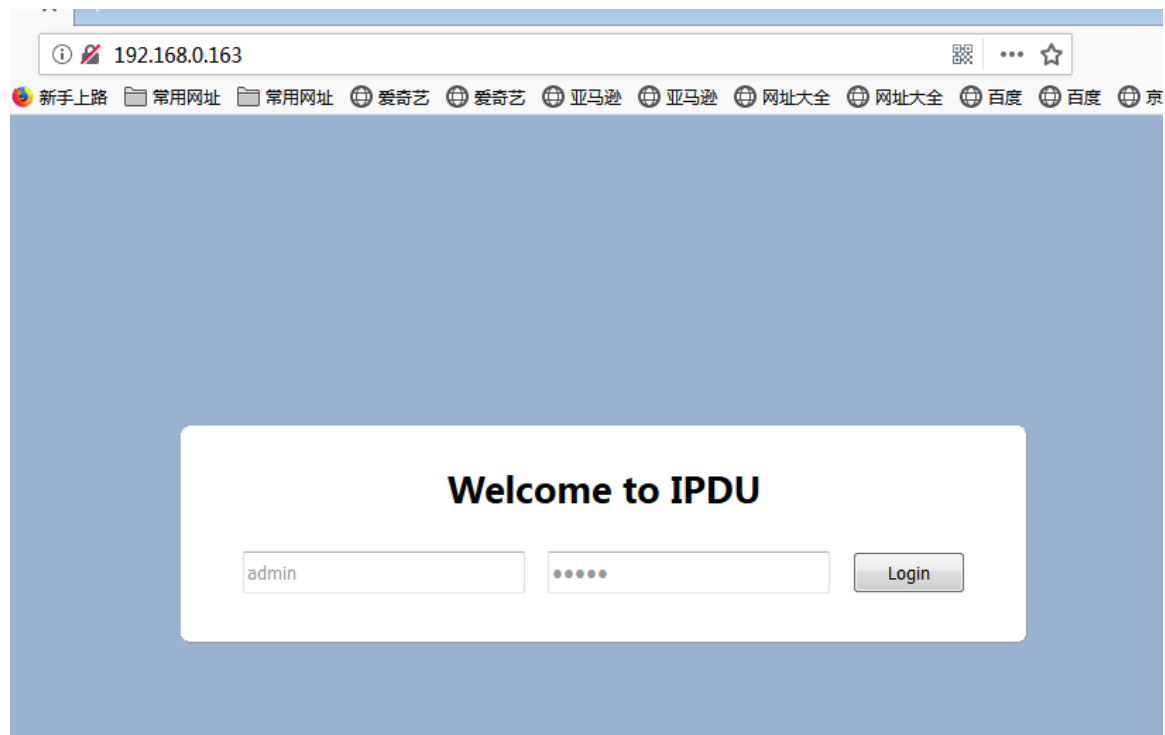 192.168.0.163
新手上路 常用网址 常用网址 爱奇艺 爱奇艺 亚马逊 亚马逊 网址大全 网址大全 百度 百度 京
Welcome to IPDU
admin ••••• Login